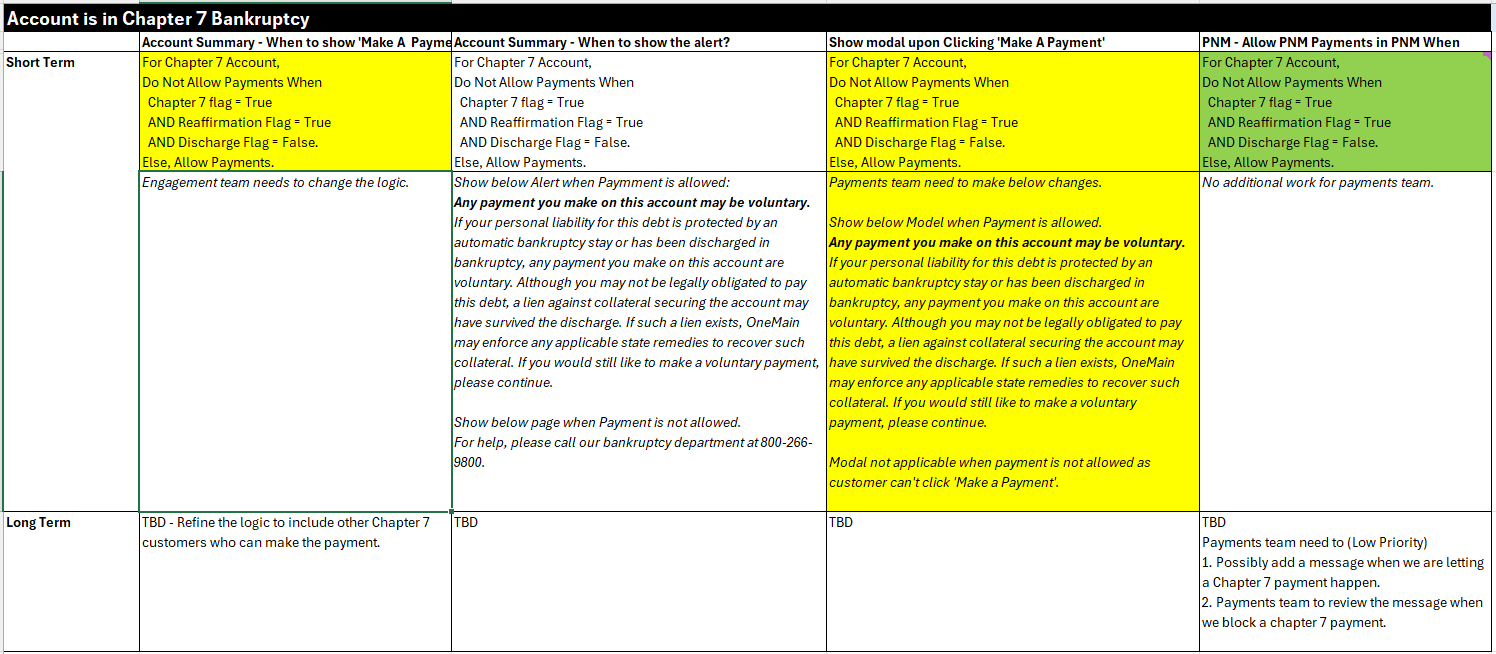 Account is in Chapter 7 Bankruptcy
Account Summary - When to show 'Make A Payme
Account Summary - When to show the alert?
Show modal upon Clicking 'Make A Payment'
PNM - Allow PNM Payments in PNM When
Short Term
For Chapter 7 Account,
Do Not Allow Payments When
Chapter 7 flag = True
AND Reaffirmation Flag = True
AND Discharge Flag = False.
Else, Allow Payments.
For Chapter 7 Account,
Do Not Allow Payments When
Chapter 7 flag = True
AND Reaffirmation Flag = True
AND Discharge Flag = False.
Else, Allow Payments.
For Chapter 7 Account,
Do Not Allow Payments When
Chapter 7 flag = True
AND Reaffirmation Flag = True
AND Discharge Flag = False.
Else, Allow Payments.
For Chapter 7 Account,
Do Not Allow Payments When
Chapter 7 flag = True
AND Reaffirmation Flag = True
AND Discharge Flag = False.
Else, Allow Payments.
Engagement team needs to change the logic.
Show below Alert when Paymment is allowed:
Any payment you make on this account may be voluntary.
If your personal liability for this debt is protected by an
automatic bankruptcy stay or has been discharged in
bankruptcy, any payment you make on this account are
voluntary. Although you may not be legally obligated to pay
this debt, a lien against collateral securing the account may
have survived the discharge. If such a lien exists, OneMain
may enforce any applicable state remedies to recover such
collateral. If you would still like to make a voluntary payment,
please continue.
Show below page when Payment is not allowed.
For help, please call our bankruptcy department at 800-266-
9800.
Payments team need to make below changes.
Show below Model when Payment is allowed.
Any payment you make on this account may be voluntary.
If your personal liability for this debt is protected by an
automatic bankruptcy stay or has been discharged in
bankruptcy, any payment you make on this account are
voluntary. Although you may not be legally obligated to pay
this debt, a lien against collateral securing the account may
have survived the discharge. If such a lien exists, OneMain
may enforce any applicable state remedies to recover such
collateral. If you would still like to make a voluntary
payment, please continue.
Modal not applicable when payment is not allowed as
customer can't click 'Make a Payment'.
No additional work for payments team.
Long Term
TBD - Refine the logic to include other Chapter 7
customers who can make the payment.
TBD
TBD
TBD
Payments team need to (Low Priority)
1. Possibly add a message when we are letting
a Chapter 7 payment happen.
2. Payments team to review the message when
we block a chapter 7 payment.